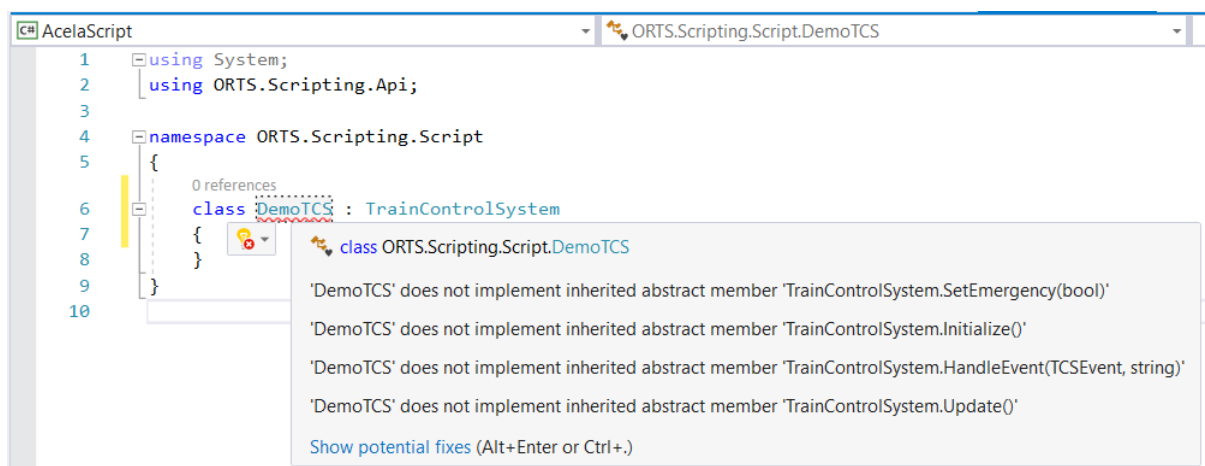 C# AcelaScript
ORTS.Scripting.Script.DemoTCS
1 using System;
2 using ORTS.Scripting.Api;
3
4 namespace ORTS.Scripting.Script
5 {
0 references
6 class DemoTCS : TrainControlSystem
7 {
8 }
9 }
10
class ORTS.Scripting.Script.DemoTCS
'DemoTCS' does not implement inherited abstract member 'TrainControlSystem.SetEmergency(bool)'
'DemoTCS' does not implement inherited abstract member 'TrainControlSystem.Initialize()'
'DemoTCS' does not implement inherited abstract member 'TrainControlSystem.HandleEvent(TCSEvent, string)'
'DemoTCS' does not implement inherited abstract member 'TrainControlSystem.Update()'
Show potential fixes (Alt+Enter or Ctrl+.)